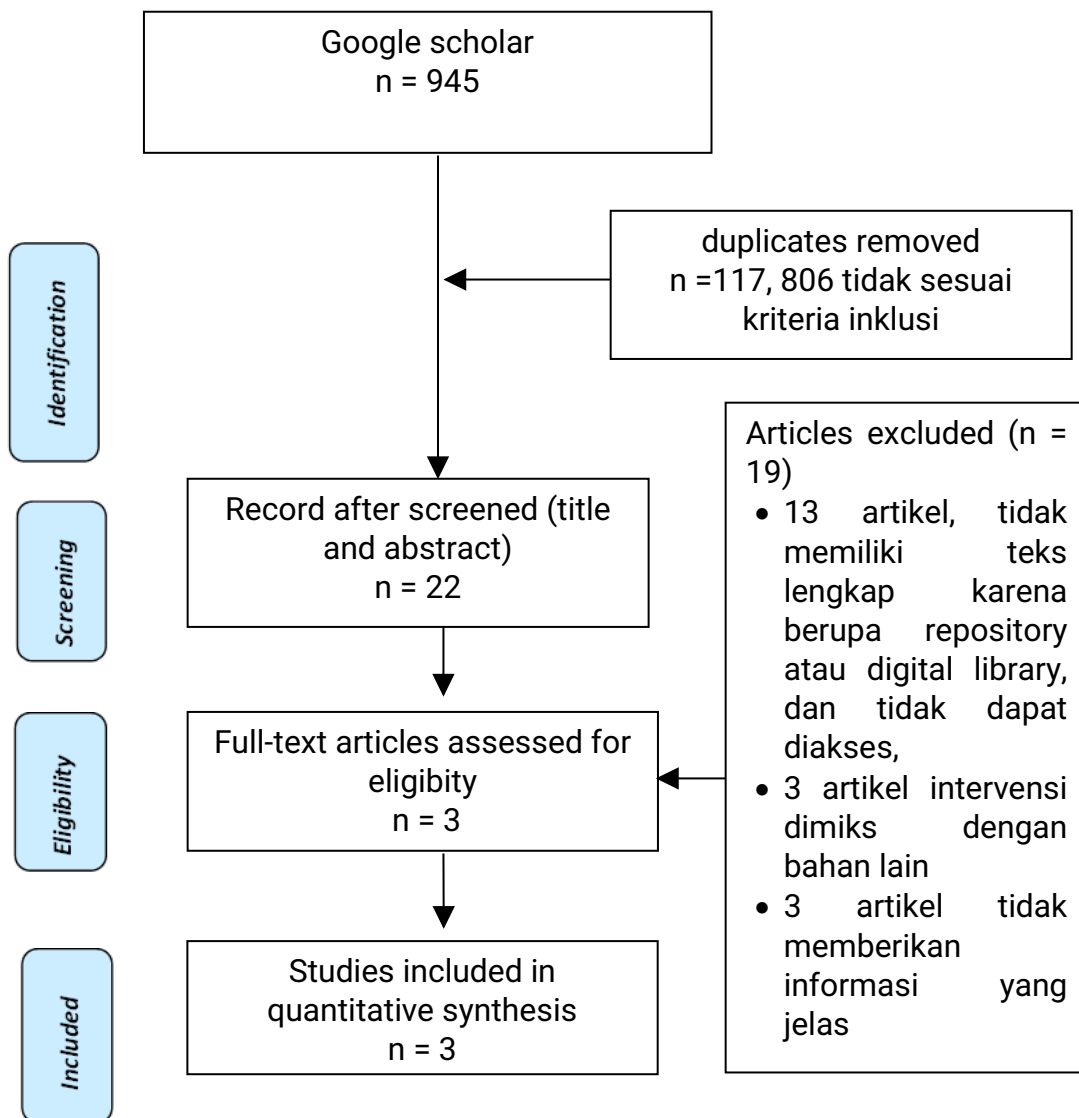 Google scholar
n = 945
duplicates removed
n =117, 806 tidak sesuai
kriteria inklusi
Identification
Articles excluded (n =
19)
• 13 artikel, tidak
memiliki teks
lengkap karena
berupa repository
atau digital library,
dan tidak dapat
diakses,
• 3 artikel intervensi
dimiks dengan
bahan lain
• 3 artikel tidak
memberikan
informasi yang
jelas
Record after screened (title
and abstract)
n = 22
Screening
Full-text articles assessed for
eligibity
n = 3
Eligibility
Studies included in
quantitative synthesis
n = 3
Included